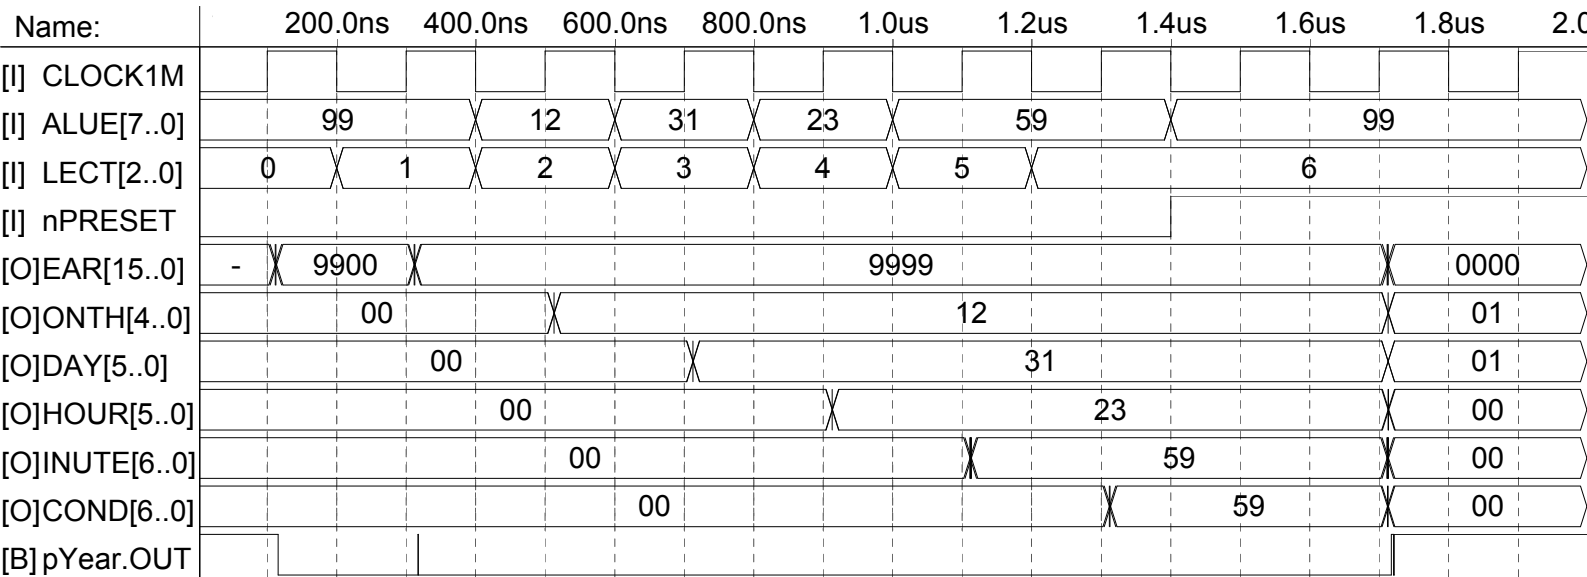 Name: 200.0ns 400.0ns 600.0ns 800.0ns 1.0us 1.2us 1.4us 1.6us 1.8us 2.0
[I] CLOCK1M
[I] ALUE[7..0] 99 12 31 23 59 99
[I] LECT[2..0] 0 1 2 3 4 5 6
[I] nPRESET
[O]EAR[15..0] - 9900 9999 0000
[O]ONTH[4..0] 00 12 01
[O]DAY[5..0] 00 31 01
[O]HOUR[5..0] 00 23 00
[O]INUTE[6..0] 00 59 00
[O]COND[6..0] 00 59 00
[B] pYear.OUT